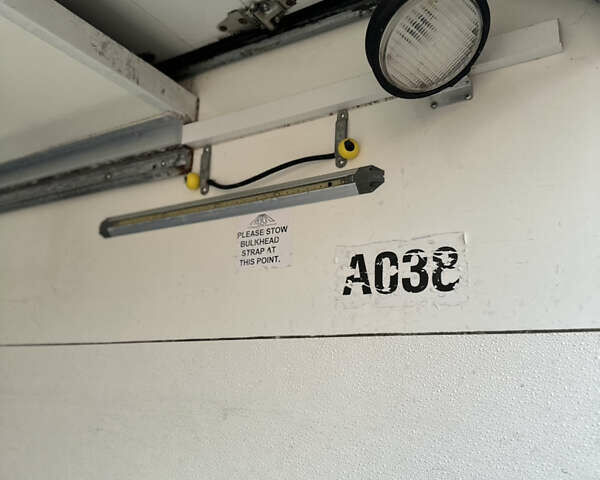 PLEASE STOW
BULKHEAD
STRAP AT
THIS POINT.
A038